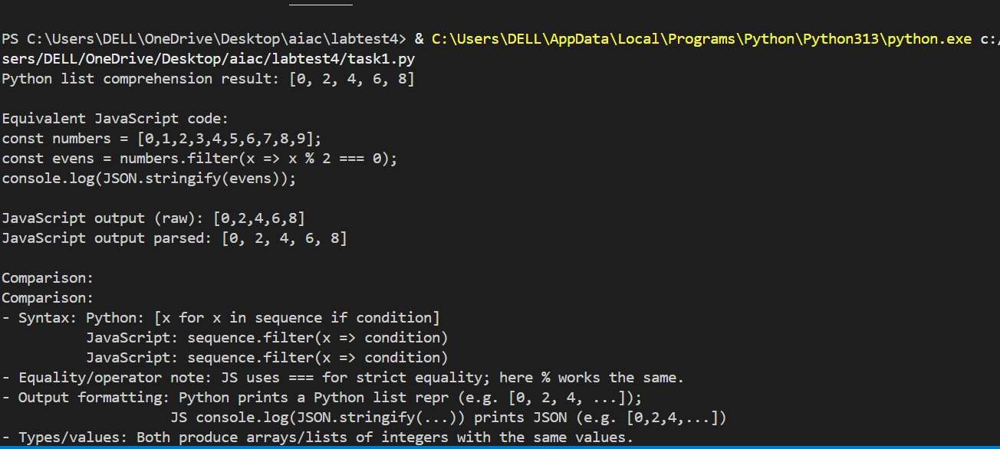 PS C:\Users\DELL\OneDrive\Desktop\aiac\labtest4> & C:\Users\DELL\AppData\Local\Programs\Python\Python313\python.exe c:/
sers/DELL/OneDrive/Desktop/aiac/labtest4/task1.py
Python list comprehension result: [0, 2, 4, 6, 8]

Equivalent JavaScript code:
const numbers = [0,1,2,3,4,5,6,7,8,9];
const evens = numbers.filter(x => x % 2 === 0);
console.log(JSON.stringify(evens));

JavaScript output (raw): [0,2,4,6,8]
JavaScript output parsed: [0, 2, 4, 6, 8]

Comparison:
Comparison:
- Syntax: Python: [x for x in sequence if condition]
          JavaScript: sequence.filter(x => condition)
          JavaScript: sequence.filter(x => condition)
- Equality/operator note: JS uses === for strict equality; here % works the same.
- Output formatting: Python prints a Python list repr (e.g. [0, 2, 4, ...]);
                    JS console.log(JSON.stringify(...)) prints JSON (e.g. [0,2,4,...])
- Types/values: Both produce arrays/lists of integers with the same values.